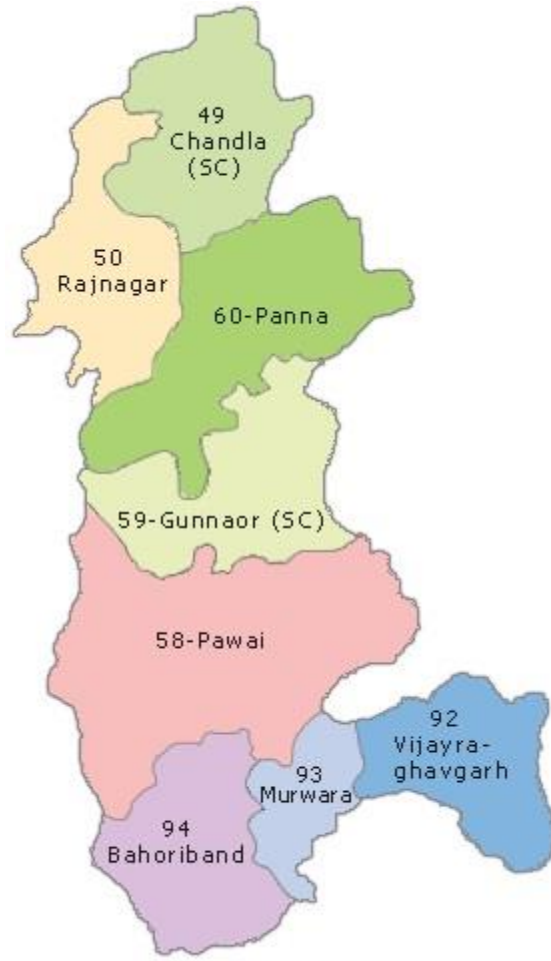 49
Chandla
(SC)
50
Rajnagar
60-Panna
59-Gunnaor (SC)
58-Pawai
92
Vijayra-
ghavgarh
93
Murwara
94
Bahoriband